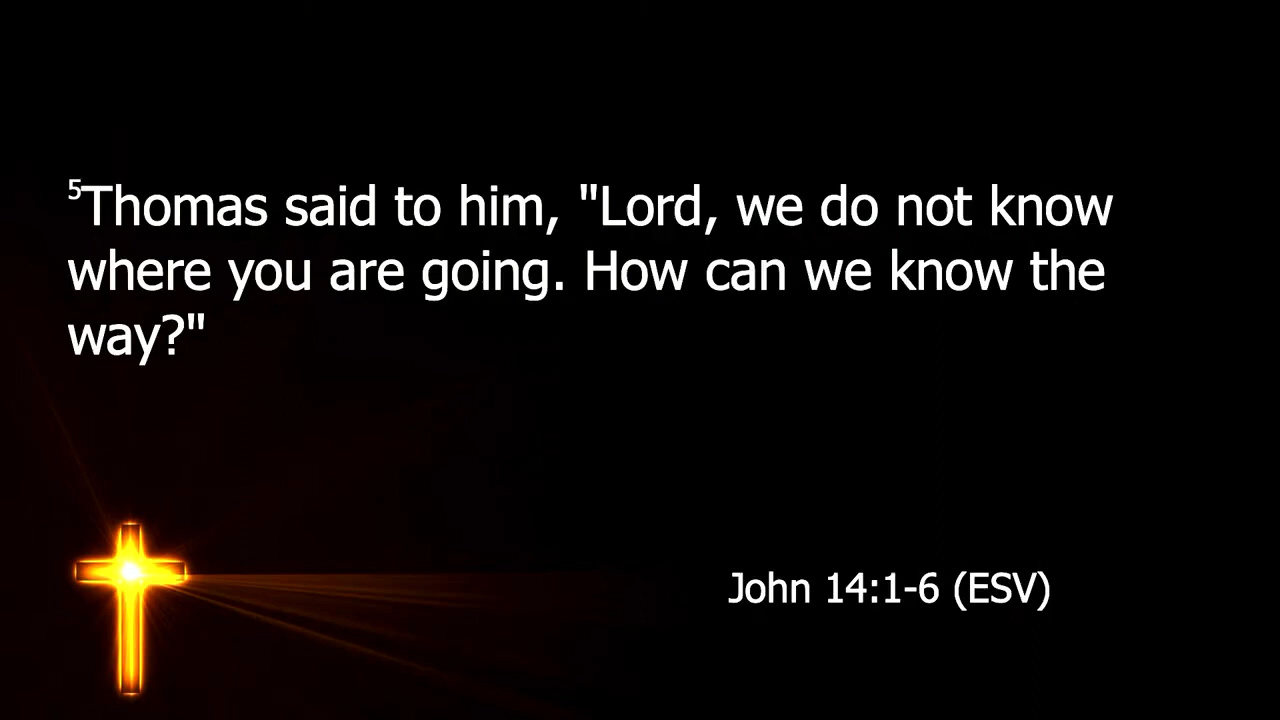 ⁵Thomas said to him, "Lord, we do not know
where you are going. How can we know the
way?"
John 14:1-6 (ESV)